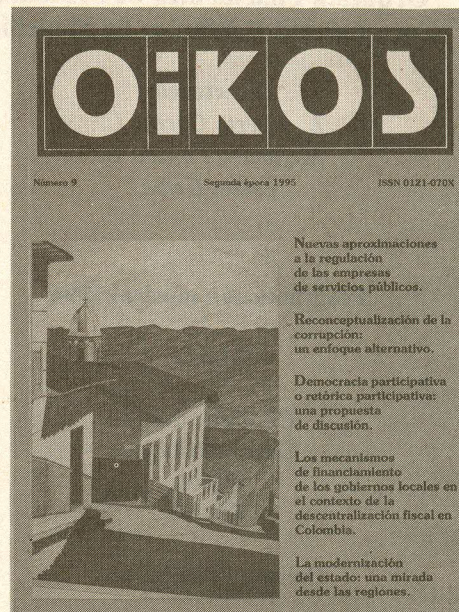 OiKOS
Número 9 Segunda época 1995 ISSN 0121-070X
Nuevas aproximaciones
a la regulación
de las empresas
de servicios públicos.
Reconceptualización de la
corrupción:
un enfoque alternativo.
Democracia participativa
o retórica participativa:
una propuesta
de discusión.
Los mecanismos
de financiamiento
de los gobiernos locales en
el contexto de la
descentralización fiscal en
Colombia.
La modernización
del estado: una mirada
desde las regiones.